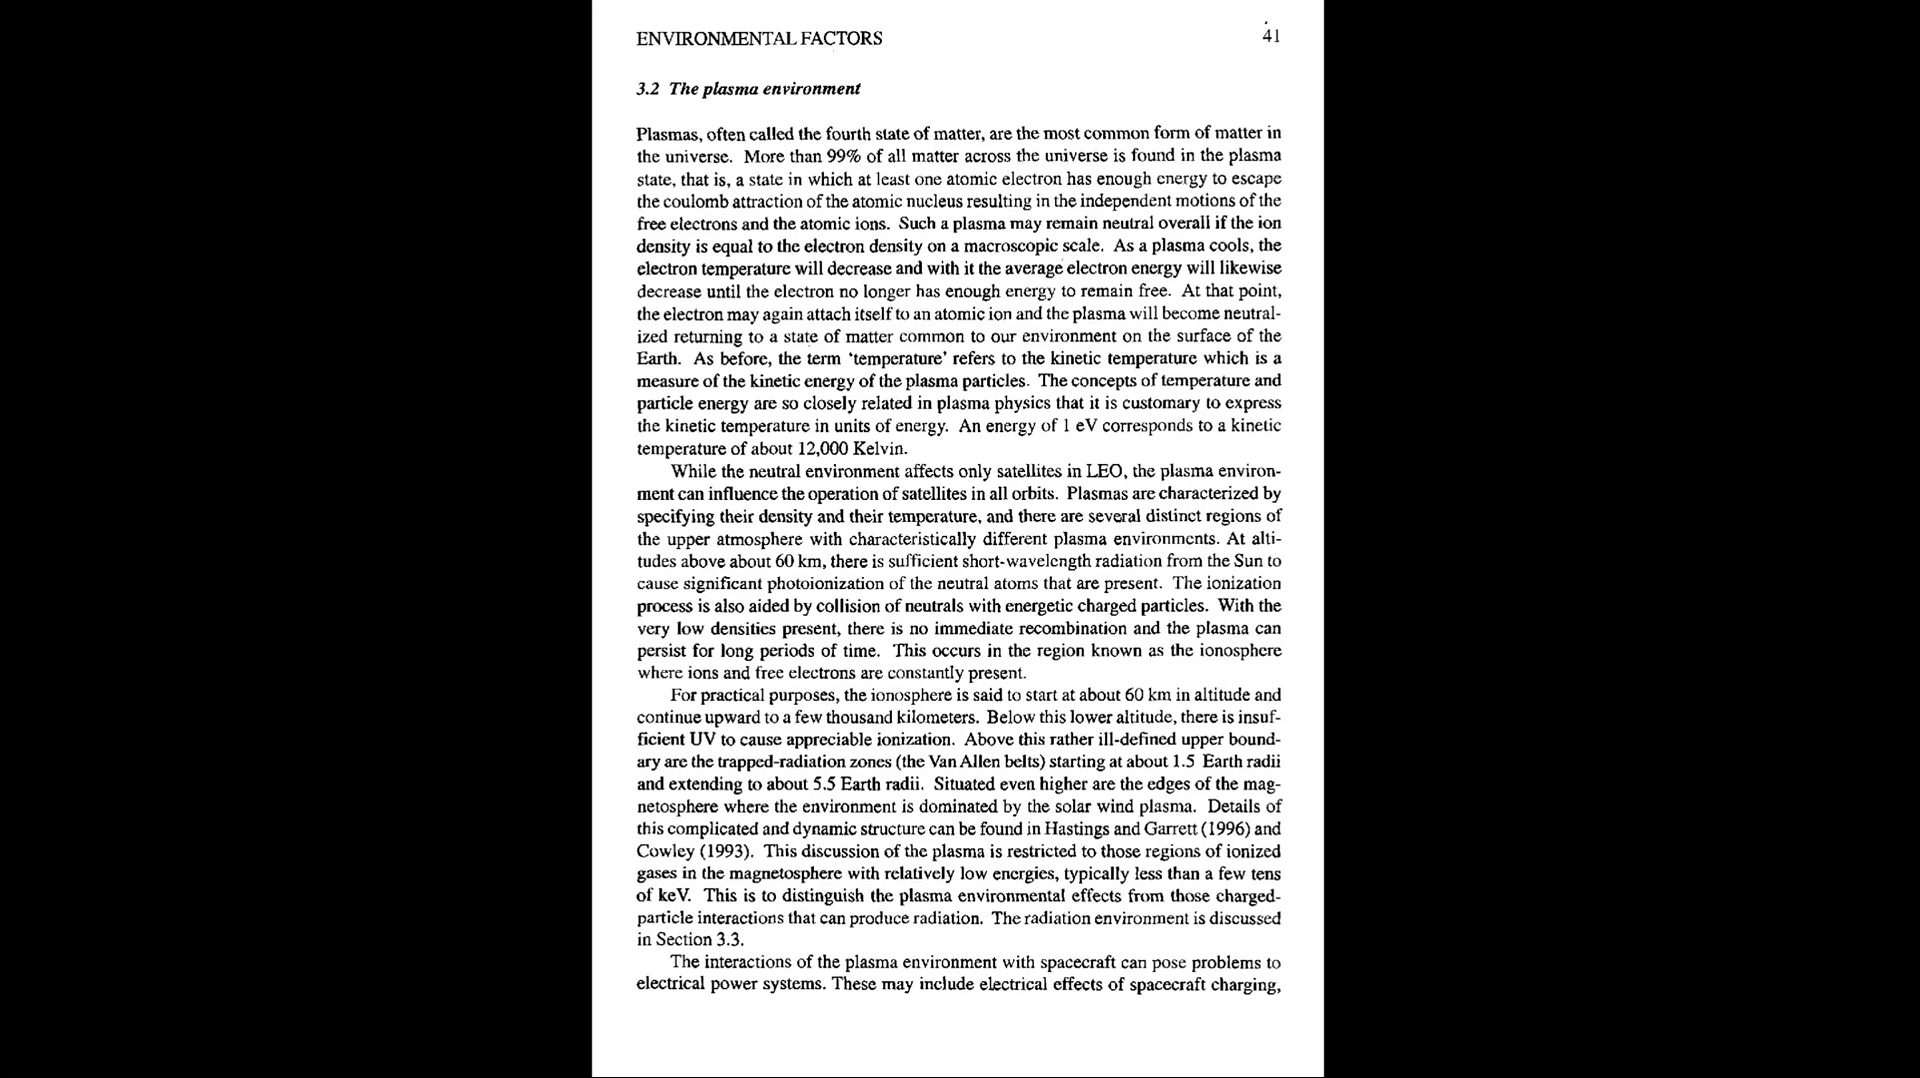 ENVIRONMENTAL FACTORS 41
3.2 The plasma environment
Plasmas, often called the fourth state of matter, are the most common form of matter in
the universe. More than 99% of all matter across the universe is found in the plasma
state, that is, a state in which at least one atomic electron has enough energy to escape
the coulomb attraction of the atomic nucleus resulting in the independent motions of the
free electrons and the atomic ions. Such a plasma may remain neutral overall if the ion
density is equal to the electron density on a macroscopic scale. As a plasma cools, the
electron temperature will decrease and with it the average electron energy will likewise
decrease until the electron no longer has enough energy to remain free. At that point,
the electron may again attach itself to an atomic ion and the plasma will become neutral-
ized returning to a state of matter common to our environment on the surface of the
Earth. As before, the term ‘temperature’ refers to the kinetic temperature which is a
measure of the kinetic energy of the plasma particles. The concepts of temperature and
particle energy are so closely related in plasma physics that it is customary to express
the kinetic temperature in units of energy. An energy of 1 eV corresponds to a kinetic
temperature of about 12,000 Kelvin.
While the neutral environment affects only satellites in LEO, the plasma environ-
ment can influence the operation of satellites in all orbits. Plasmas are characterized by
specifying their density and their temperature, and there are several distinct regions of
the upper atmosphere with characteristically different plasma environments. At alti-
tudes above about 60 km, there is sufficient short-wavelength radiation from the Sun to
cause significant photoionization of the neutral atoms that are present. The ionization
process is also aided by collision of neutrals with energetic charged particles. With the
very low densities present, there is no immediate recombination and the plasma can
persist for long periods of time. This occurs in the region known as the ionosphere
where ions and free electrons are constantly present.
For practical purposes, the ionosphere is said to start at about 60 km in altitude and
continue upward to a few thousand kilometers. Below this lower altitude, there is insuf-
ficient UV to cause appreciable ionization. Above this rather ill-defined upper bound-
ary are the trapped-radiation zones (the Van Allen belts) starting at about 1.5 Earth radii
and extending to about 5.5 Earth radii. Situated even higher are the edges of the mag-
netosphere where the environment is dominated by the solar wind plasma. Details of
this complicated and dynamic structure can be found in Hastings and Garrett (1996) and
Cowley (1993). This discussion of the plasma is restricted to those regions of ionized
gases in the magnetosphere with relatively low energies, typically less than a few tens
of keV. This is to distinguish the plasma environmental effects from those charged-
particle interactions that can produce radiation. The radiation environment is discussed
in Section 3.3.
The interactions of the plasma environment with spacecraft can pose problems to
electrical power systems. These may include electrical effects of spacecraft charging,